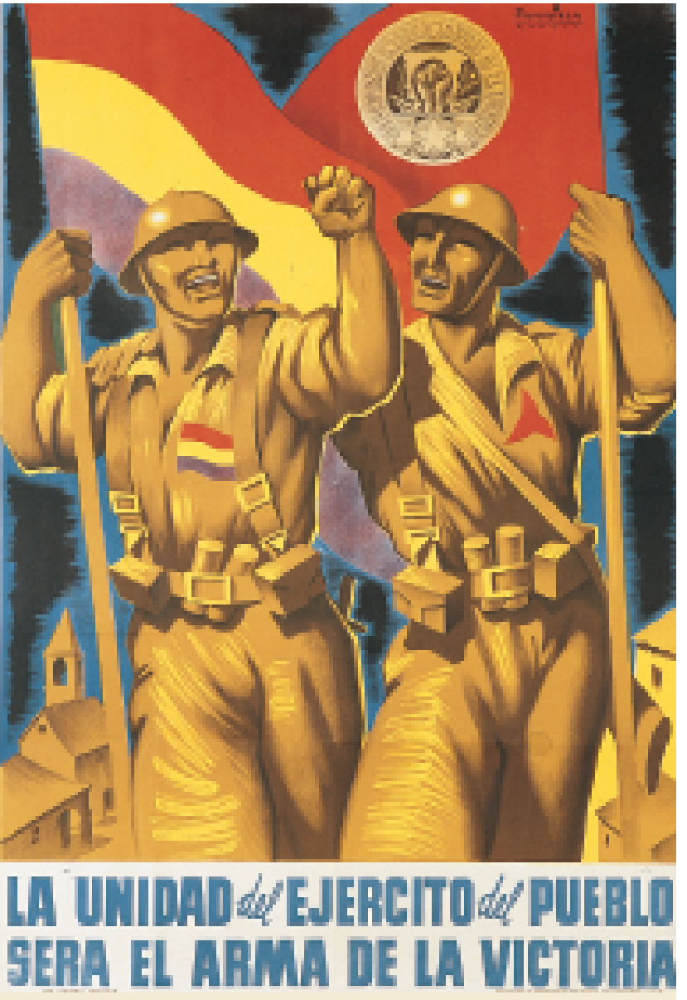 LA UNIDAD del EJERCITO del PUEBLO
SERA EL ARMA DE LA VICTORIA